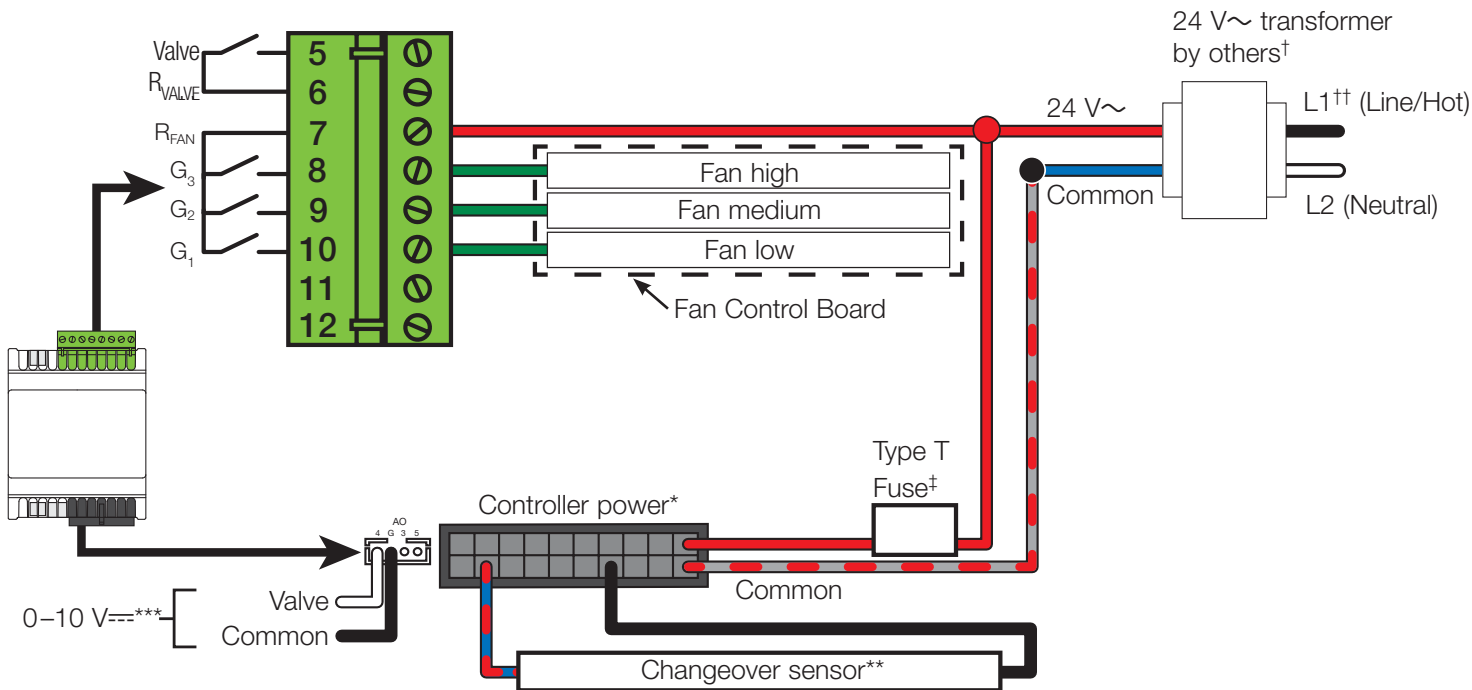 24 V～ transformer
by others†
Valve
5
R VALVE
6
24 V～
L1†† (Line/Hot)
R FAN
7
G3
8
Fan high
Common
L2 (Neutral)
G2
9
Fan medium
G1
10
Fan low
11
Fan Control Board
12
Type T
Fuse‡
Controller power*
AO
4 G 3 5
Common
Valve
0–10 V⎓***
Common
Changeover sensor**